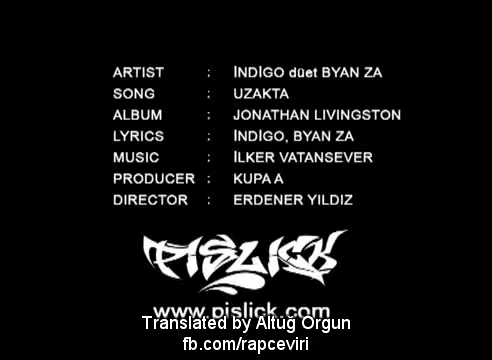 ARTIST : İNDİGO düet BYAN ZA
SONG : UZAKTA
ALBUM : JONATHAN LIVINGSTON
LYRICS : İNDİGO, BYAN ZA
MUSIC : İLKER VATANSEVER
PRODUCER : KUPA A
DIRECTOR : ERDENER YILDIZ
PISLICK
www.pislick.com
Translated by Altuğ Orgun
fb.com/rapceviri